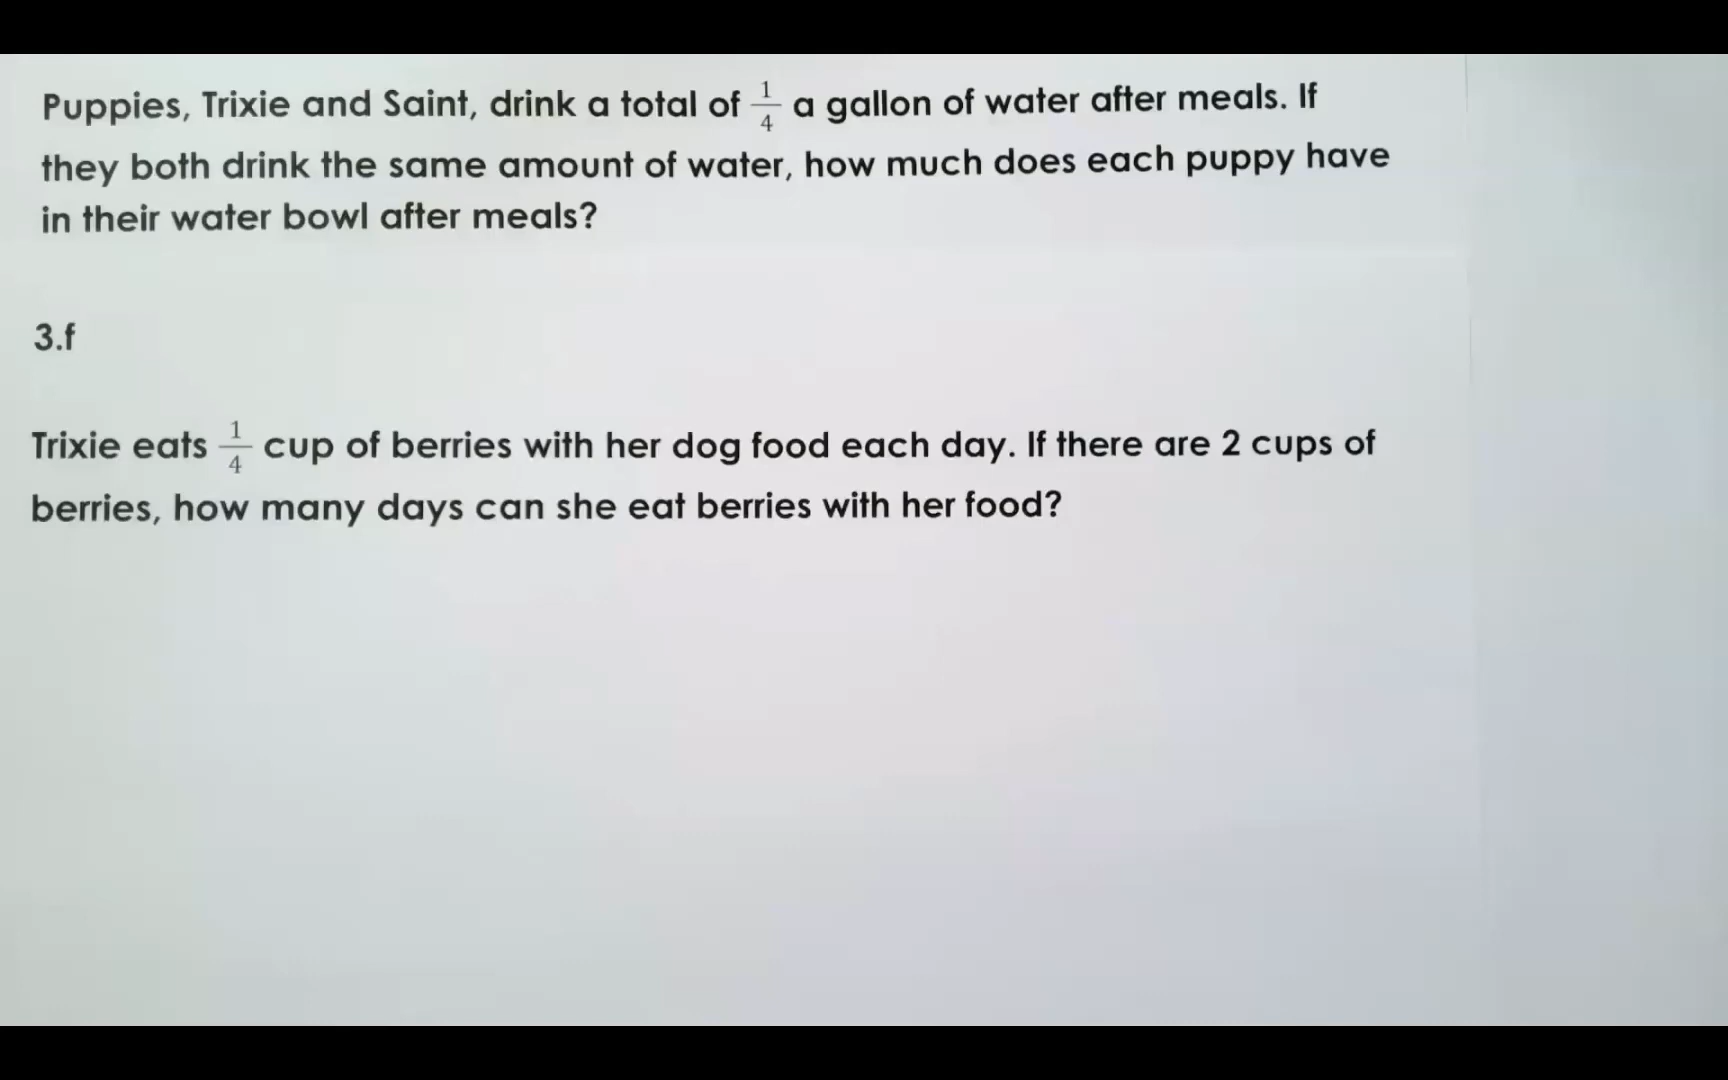 Puppies, Trixie and Saint, drink a total of 1/4 a gallon of water after meals. If
they both drink the same amount of water, how much does each puppy have
in their water bowl after meals?
3.f
Trixie eats 1/4 cup of berries with her dog food each day. If there are 2 cups of
berries, how many days can she eat berries with her food?